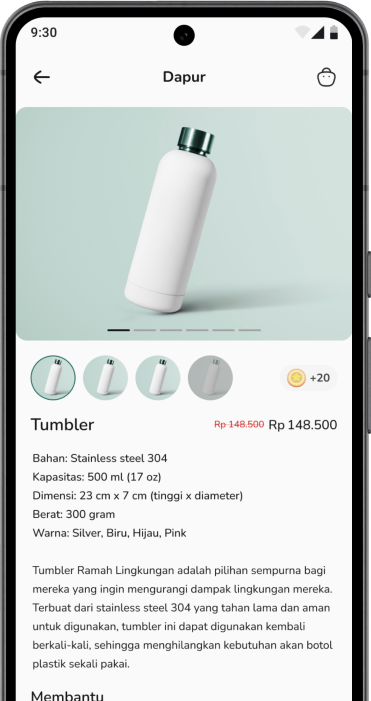 9:30
Dapur
+20
Tumbler Rp 148.500 Rp 148.500
Bahan: Stainless steel 304
Kapasitas: 500 ml (17 oz)
Dimensi: 23 cm x 7 cm (tinggi x diameter)
Berat: 300 gram
Warna: Silver, Biru, Hijau, Pink
Tumbler Ramah Lingkungan adalah pilihan sempurna bagi
mereka yang ingin mengurangi dampak lingkungan mereka.
Terbuat dari stainless steel 304 yang tahan lama dan aman
untuk digunakan, tumbler ini dapat digunakan kembali
berkali-kali, sehingga menghilangkan kebutuhan akan botol
plastik sekali pakai.
Membantu